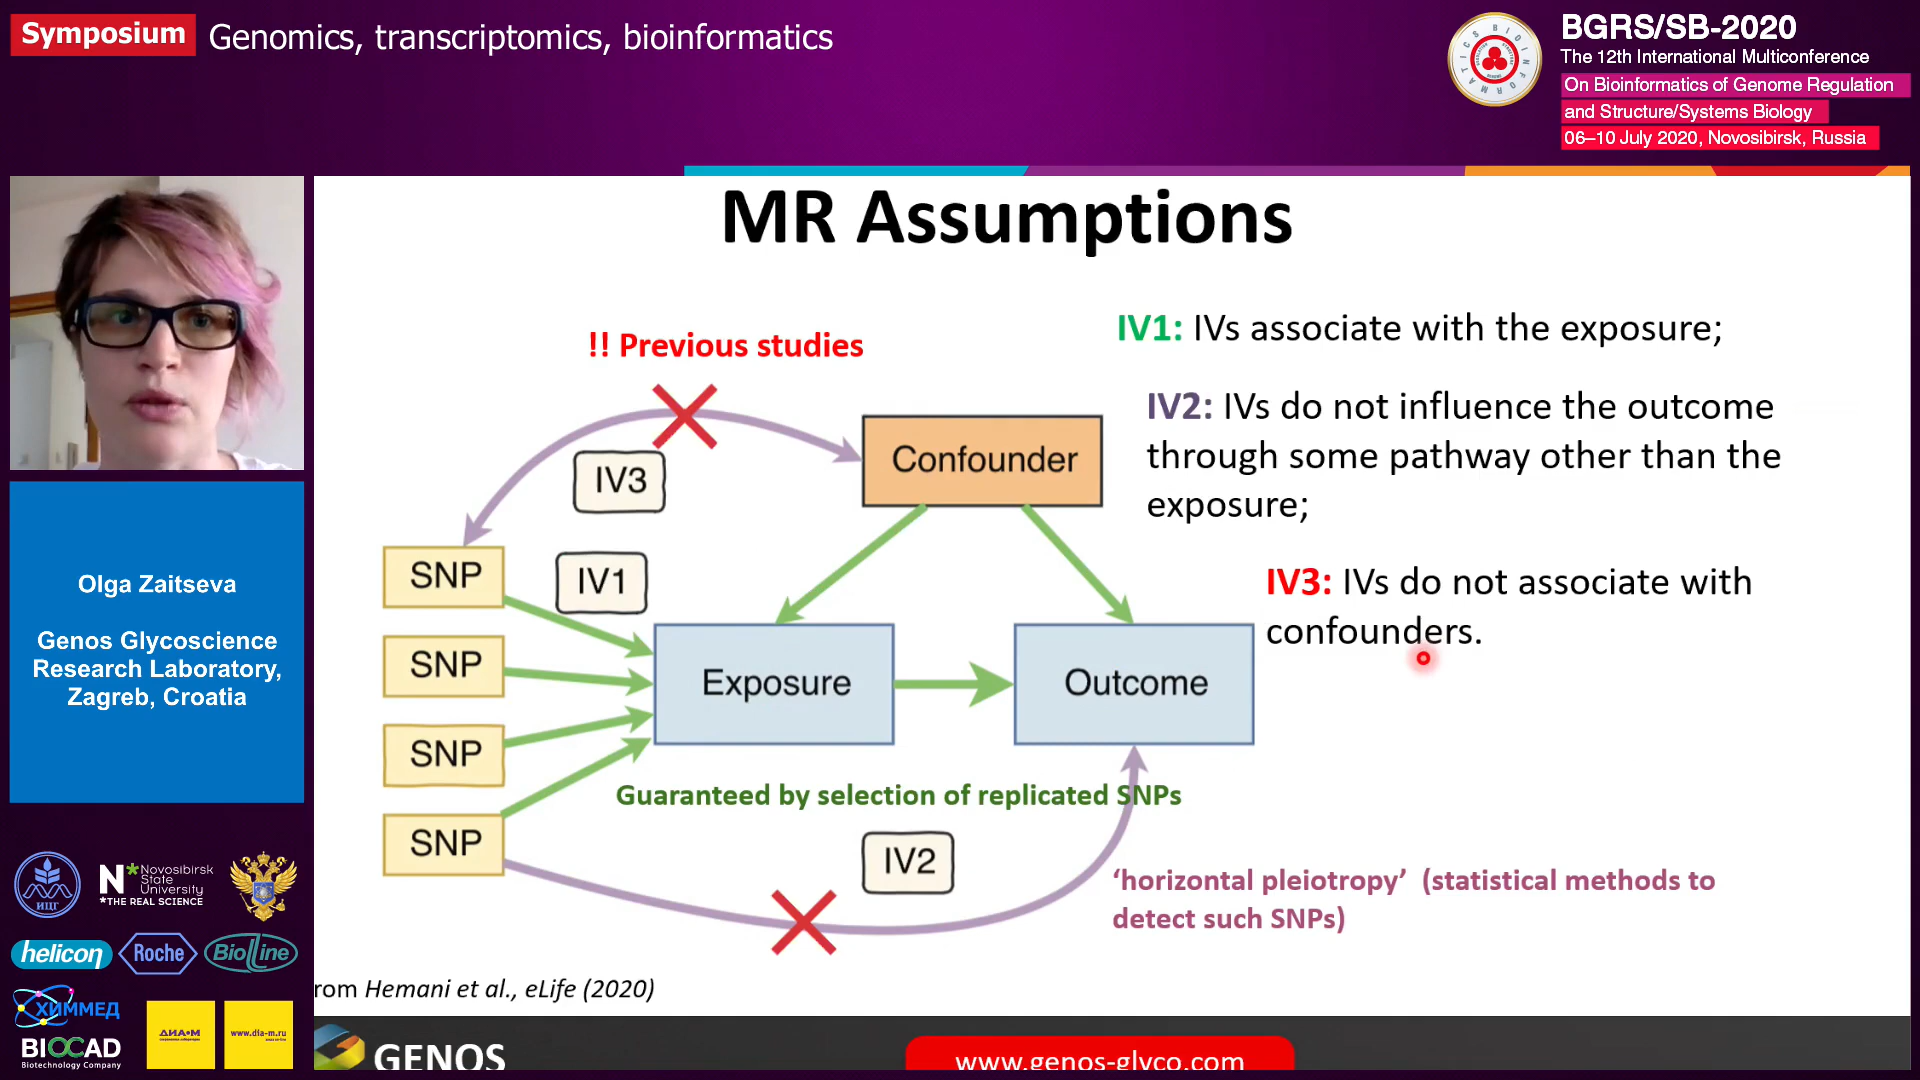 Symposium
Genomics, transcriptomics, bioinformatics
BGRS/SB-2020
The 12th International Multiconference
On Bioinformatics of Genome Regulation
and Structure/Systems Biology
06–10 July 2020, Novosibirsk, Russia
MR Assumptions
!! Previous studies
IV1: IVs associate with the exposure;
IV2: IVs do not influence the outcome
through some pathway other than the
exposure;
IV3: IVs do not associate with
confounders.
Confounder
IV3
SNP
IV1
SNP
Exposure
Outcome
SNP
Guaranteed by selection of replicated SNPs
SNP
IV2
‘horizontal pleiotropy’ (statistical methods to
detect such SNPs)
rom Hemani et al., eLife (2020)
GENOS
www.genos-glyco.com
Olga Zaitseva
Genos Glycoscience
Research Laboratory,
Zagreb, Croatia
ИЦГ
N*Novosibirsk
State
University
*THE REAL SCIENCE
helicon
Roche
BioLine
ХИММЕД
BIOCAD
Biotechnology Company
ДИА•М
www.dia-m.ru